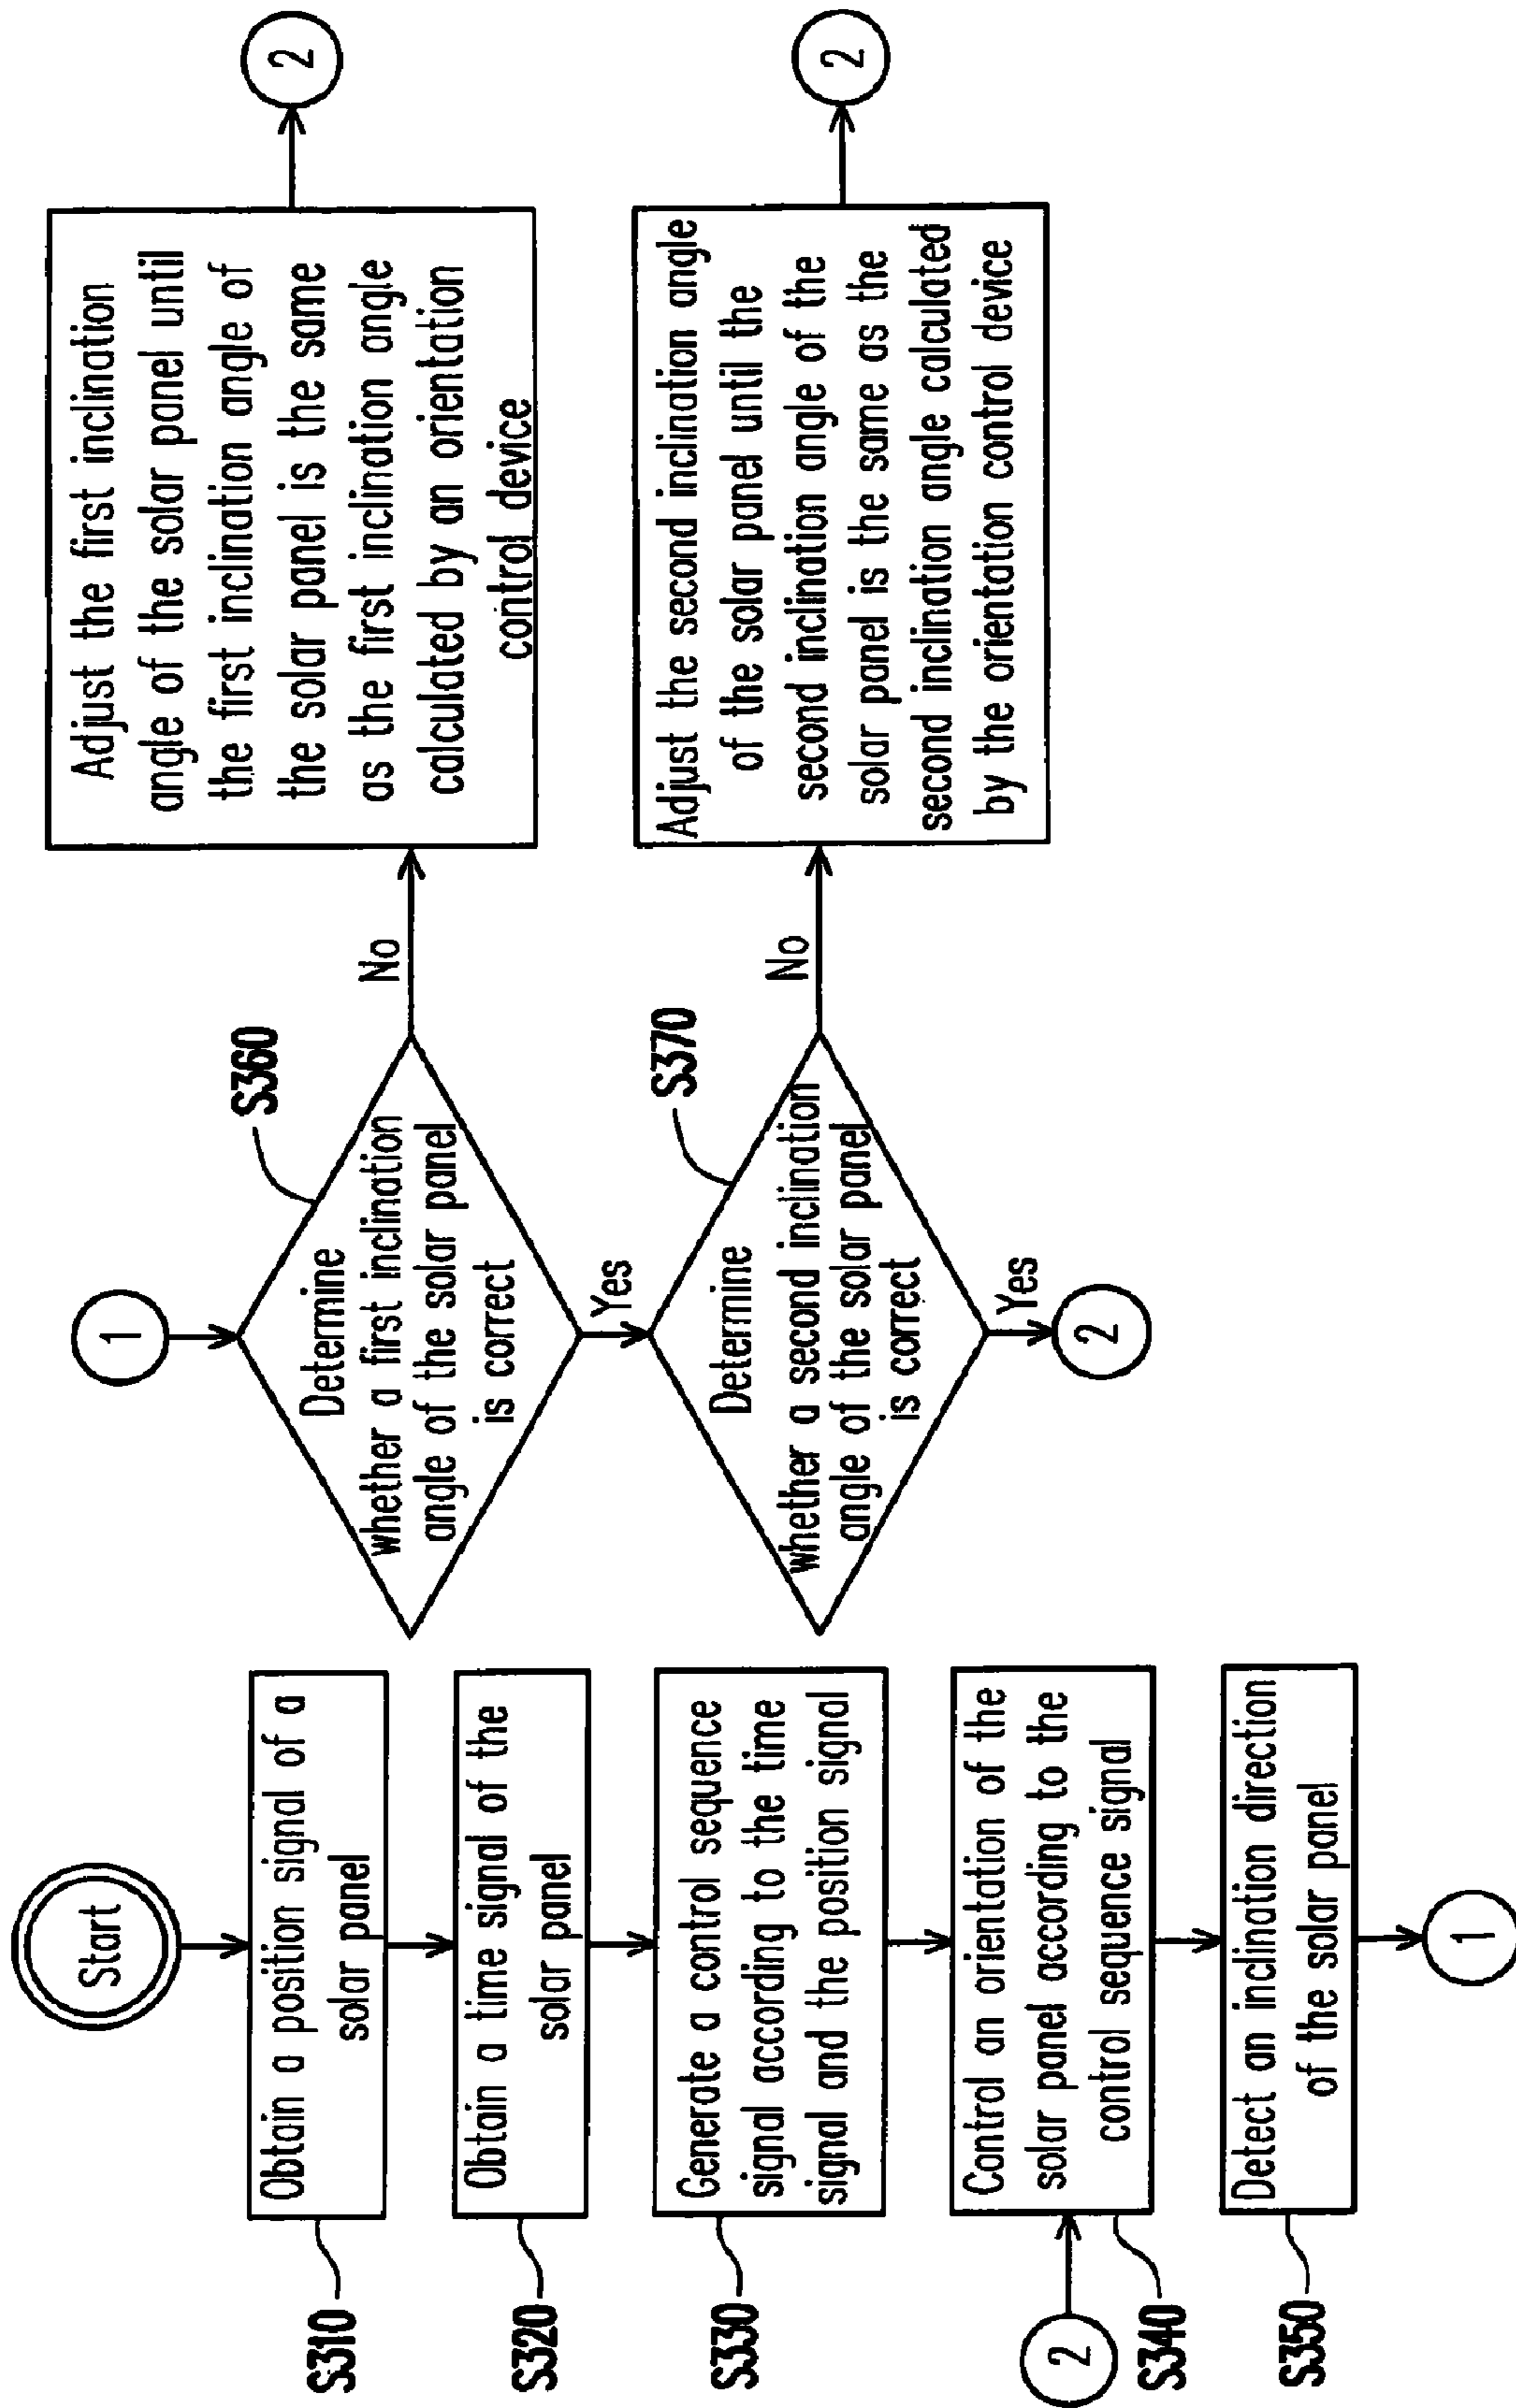 Start
Obtain a position signal of a
solar panel
S310
Obtain a time signal of the
solar panel
S320
Generate a control sequence
signal according to the time
signal and the position signal
S330
2
Control an orientation of the
solar panel according to the
control sequence signal
S340
Detect an inclination direction
of the solar panel
S350
1
1
Determine
whether a first inclination
angle of the solar panel
is correct
S360
No
Adjust the first inclination
angle of the solar panel until
the first inclination angle of
the solar panel is the same
as the first inclination angle
calculated by an orientation
control device
2
Yes
Determine
whether a second inclination
angle of the solar panel
is correct
S370
No
Adjust the second inclination angle
of the solar panel until the
second inclination angle of the
solar panel is the same as the
second inclination angle calculated
by the orientation control device
2
Yes
2